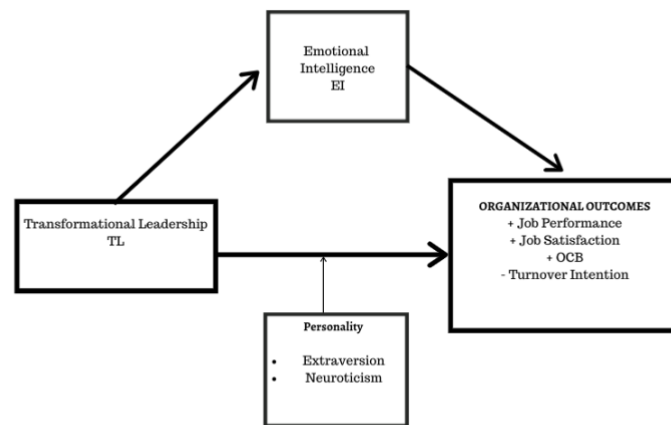 Emotional
Intelligence
EI
Transformational Leadership
TL
ORGANIZATIONAL OUTCOMES
+ Job Performance
+ Job Satisfaction
+ OCB
- Turnover Intention
Personality
• Extraversion
• Neuroticism